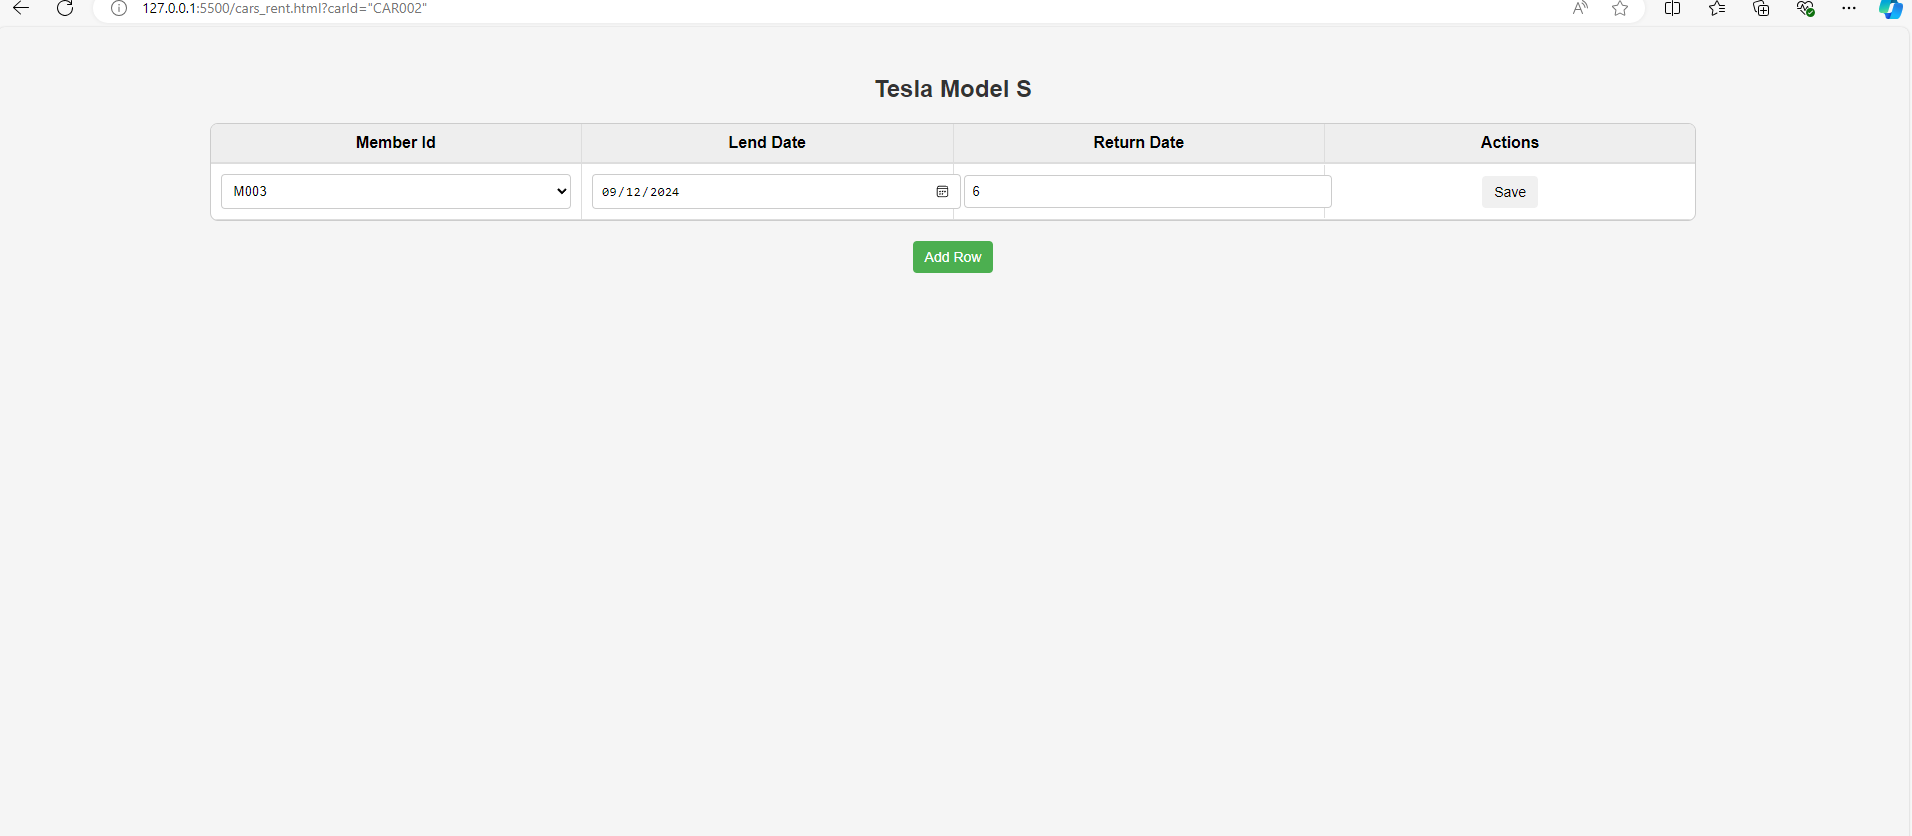 127.0.0.1:5500/cars_rent.html?carId="CAR002"
Tesla Model S
Member Id Lend Date Return Date Actions
M003 09/12/2024 6 Save
Add Row